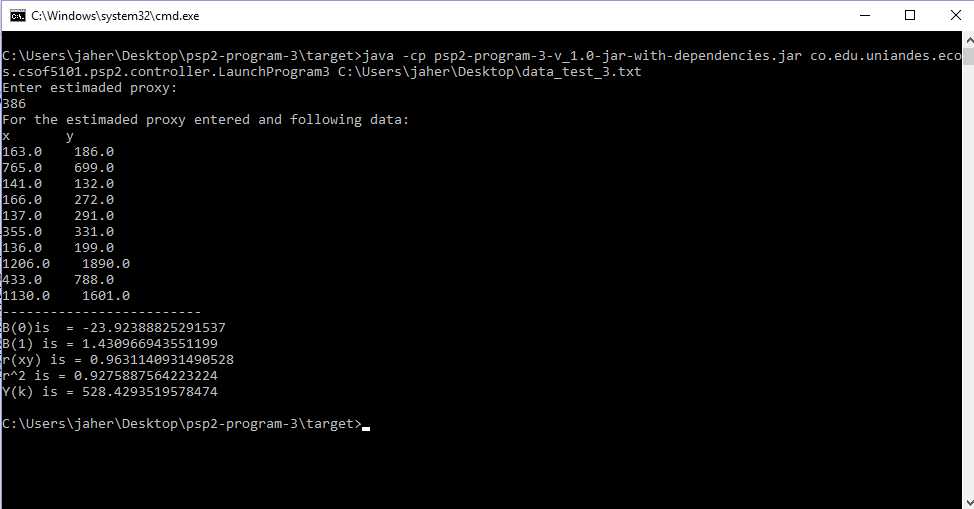 C:\Windows\system32\cmd.exe
C:\Users\jaher\Desktop\psp2-program-3\target>java -cp psp2-program-3-v_1.0-jar-with-dependencies.jar co.edu.uniandes.eco
s.csof5101.psp2.controller.LaunchProgram3 C:\Users\jaher\Desktop\data_test_3.txt
Enter estimaded proxy:
386
For the estimaded proxy entered and following data:
x       y
163.0    186.0
765.0    699.0
141.0    132.0
166.0    272.0
137.0    291.0
355.0    331.0
136.0    199.0
1206.0    1890.0
433.0    788.0
1130.0    1601.0
-------------------------
B(0)is  = -23.92388825291537
B(1) is = 1.430966943551199
r(xy) is = 0.9631140931490528
r^2 is = 0.9275887564223224
Y(k) is = 528.4293519578474
C:\Users\jaher\Desktop\psp2-program-3\target>